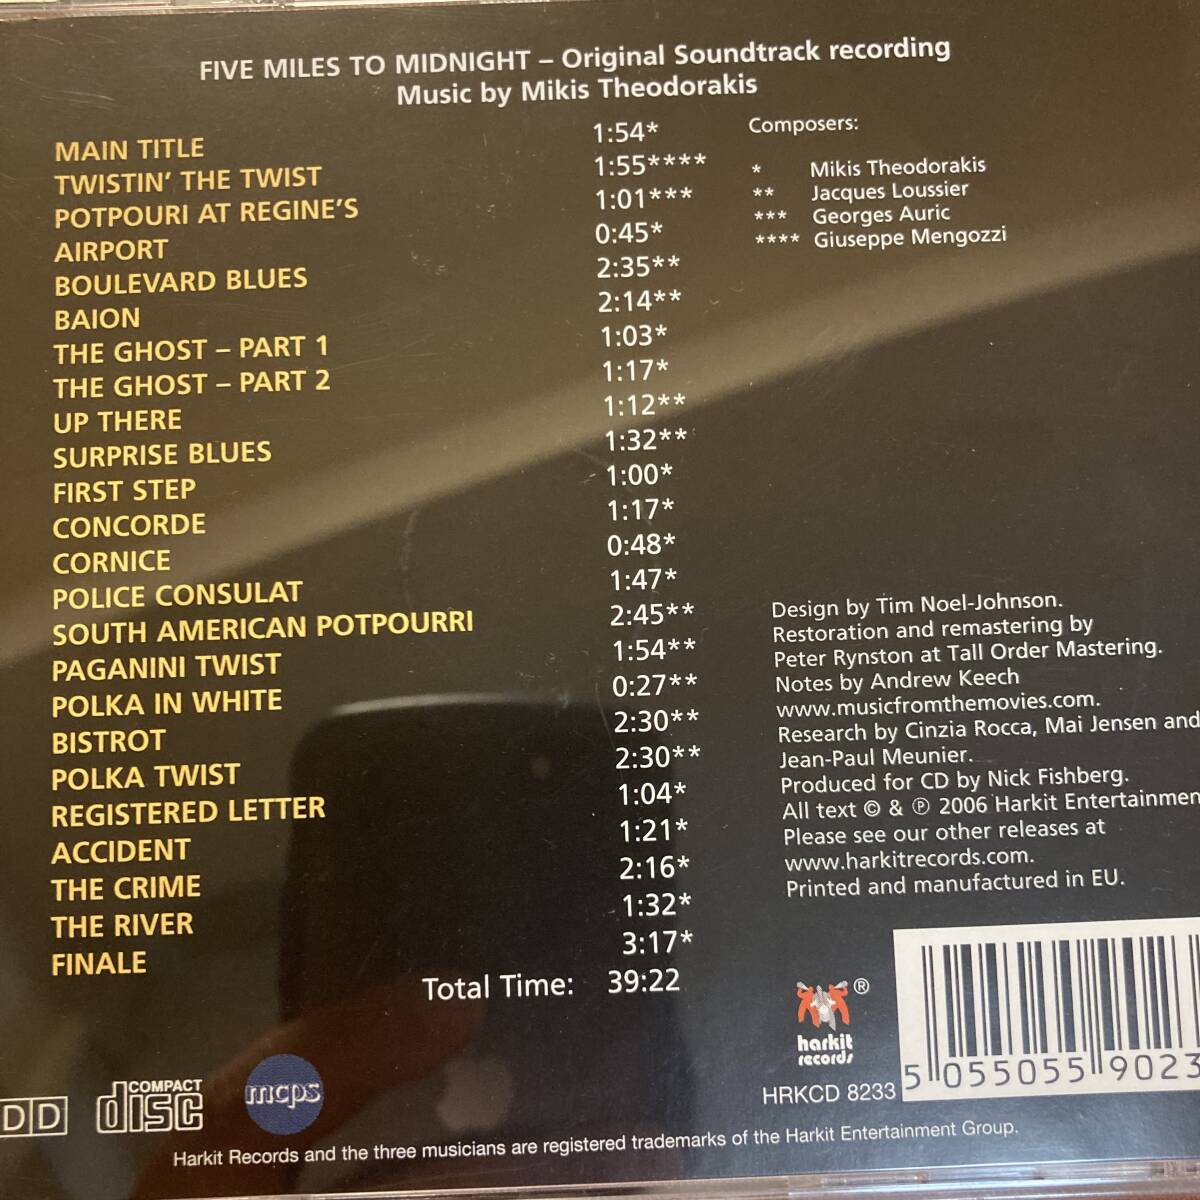 FIVE MILES TO MIDNIGHT – Original Soundtrack recording
Music by Mikis Theodorakis
MAIN TITLE 1:54*
TWISTIN' THE TWIST 1:55****
POTPOURI AT REGINE'S 1:01***
AIRPORT 0:45*
BOULEVARD BLUES 2:35**
BAION 2:14**
THE GHOST – PART 1 1:03*
THE GHOST – PART 2 1:17*
UP THERE 1:12**
SURPRISE BLUES 1:32**
FIRST STEP 1:00*
CONCORDE 1:17*
CORNICE 0:48*
POLICE CONSULAT 1:47*
SOUTH AMERICAN POTPOURRI 2:45**
PAGANINI TWIST 1:54**
POLKA IN WHITE 0:27**
BISTROT 2:30**
POLKA TWIST 2:30**
REGISTERED LETTER 1:04*
ACCIDENT 1:21*
THE CRIME 2:16*
THE RIVER 1:32*
FINALE 3:17*
Total Time: 39:22
Composers:
* Mikis Theodorakis
** Jacques Loussier
*** Georges Auric
**** Giuseppe Mengozzi
Design by Tim Noel-Johnson.
Restoration and remastering by
Peter Rynston at Tall Order Mastering.
Notes by Andrew Keech
www.musicfromthemovies.com.
Research by Cinzia Rocca, Mai Jensen and
Jean-Paul Meunier.
Produced for CD by Nick Fishberg.
All text © & ℗ 2006 Harkit Entertainmen
Please see our other releases at
www.harkitrecords.com.
Printed and manufactured in EU.
®
harkit
records
HRKCD 8233
5 055055 9023
DD
COMPACT
disc
mcps
Harkit Records and the three musicians are registered trademarks of the Harkit Entertainment Group.